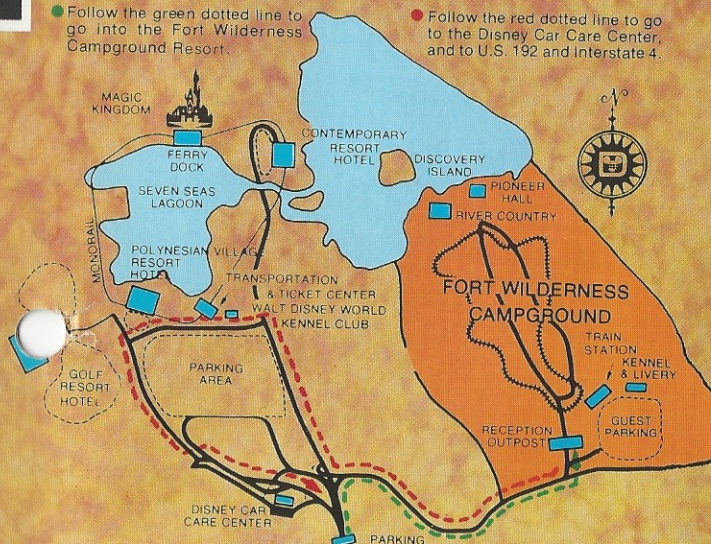 Follow the green dotted line to
go into the Fort Wilderness
Campground Resort.
Follow the red dotted line to go
to the Disney Car Care Center,
and to U.S. 192 and Interstate 4.
N
MAGIC
KINGDOM
FERRY
DOCK
CONTEMPORARY
RESORT
HOTEL
DISCOVERY
ISLAND
PIONEER
HALL
RIVER COUNTRY
SEVEN SEAS
LAGOON
MONORAIL
POLYNESIAN VILLAGE
RESORT
HOTEL
TRANSPORTATION
& TICKET CENTER
WALT DISNEY WORLD
KENNEL CLUB
FORT WILDERNESS
CAMPGROUND
TRAIN
STATION
KENNEL
& LIVERY
GOLF
RESORT
HOTEL
PARKING
AREA
GUEST
PARKING
RECEPTION
OUTPOST
DISNEY CAR
CARE CENTER
PARKING